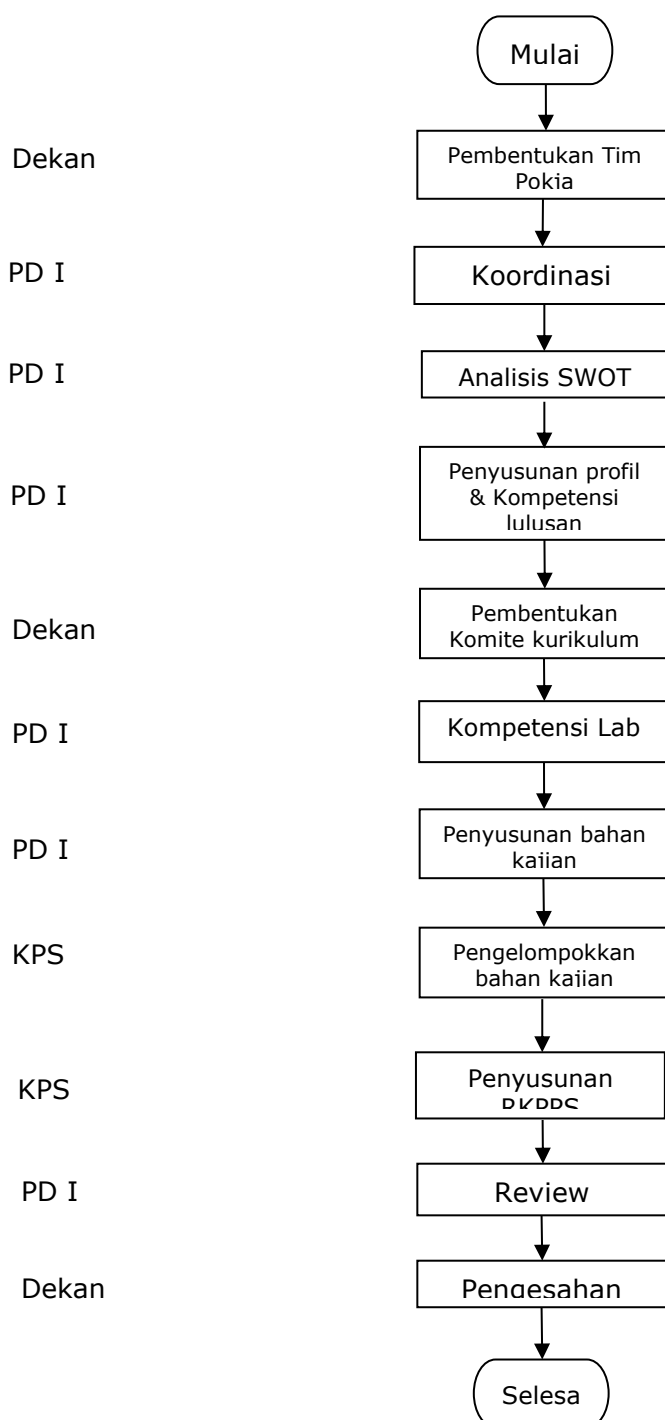 Mulai
Dekan
Pembentukan Tim
Pokja
PD I
Koordinasi
PD I
Analisis SWOT
PD I
Penyusunan profil
& Kompetensi
lulusan
Dekan
Pembentukan
Komite kurikulum
PD I
Kompetensi Lab
PD I
Penyusunan bahan
kajian
KPS
Pengelompokkan
bahan kajian
KPS
Penyusunan
PD I
Review
Dekan
Pengesahan
Selesa